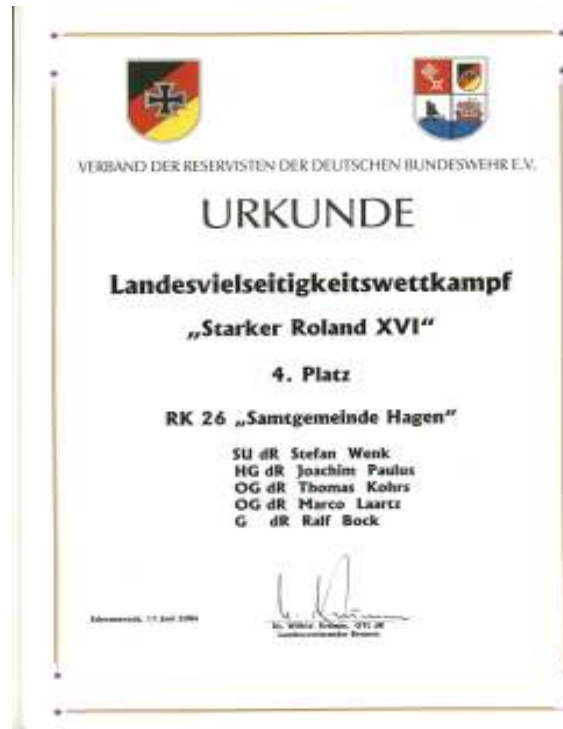 VERBAND DER RESERVISTEN DER DEUTSCHEN BUNDESWEHR E.V.
URKUNDE
Landesvielseitigkeitswettkampf
„Starker Roland XVI“
4. Platz
RK 26 „Samtgemeinde Hagen“
SU dR Stefan Wenk
HG dR Joachim Paulus
OG dR Thomas Kohrs
OG dR Marco Laartz
G dR Ralf Bock